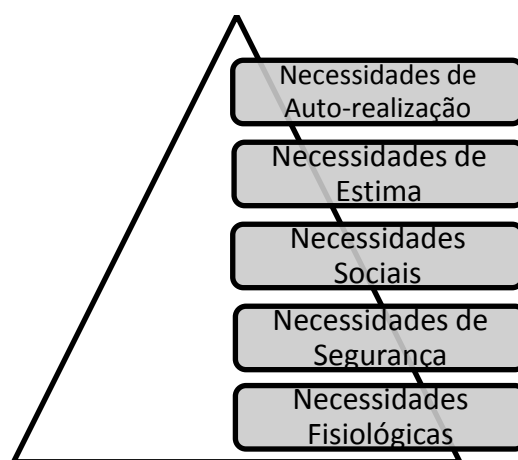 Necessidades de
Auto-realização
Necessidades de
Estima
Necessidades
Sociais
Necessidades de
Segurança
Necessidades
Fisiológicas